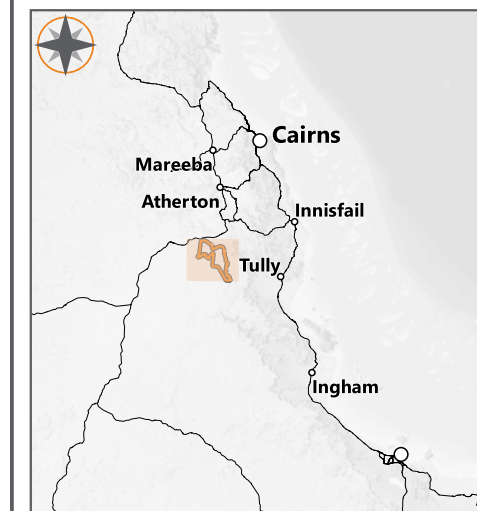 Cairns
Mareeba
Atherton
Innisfail
Tully
Ingham